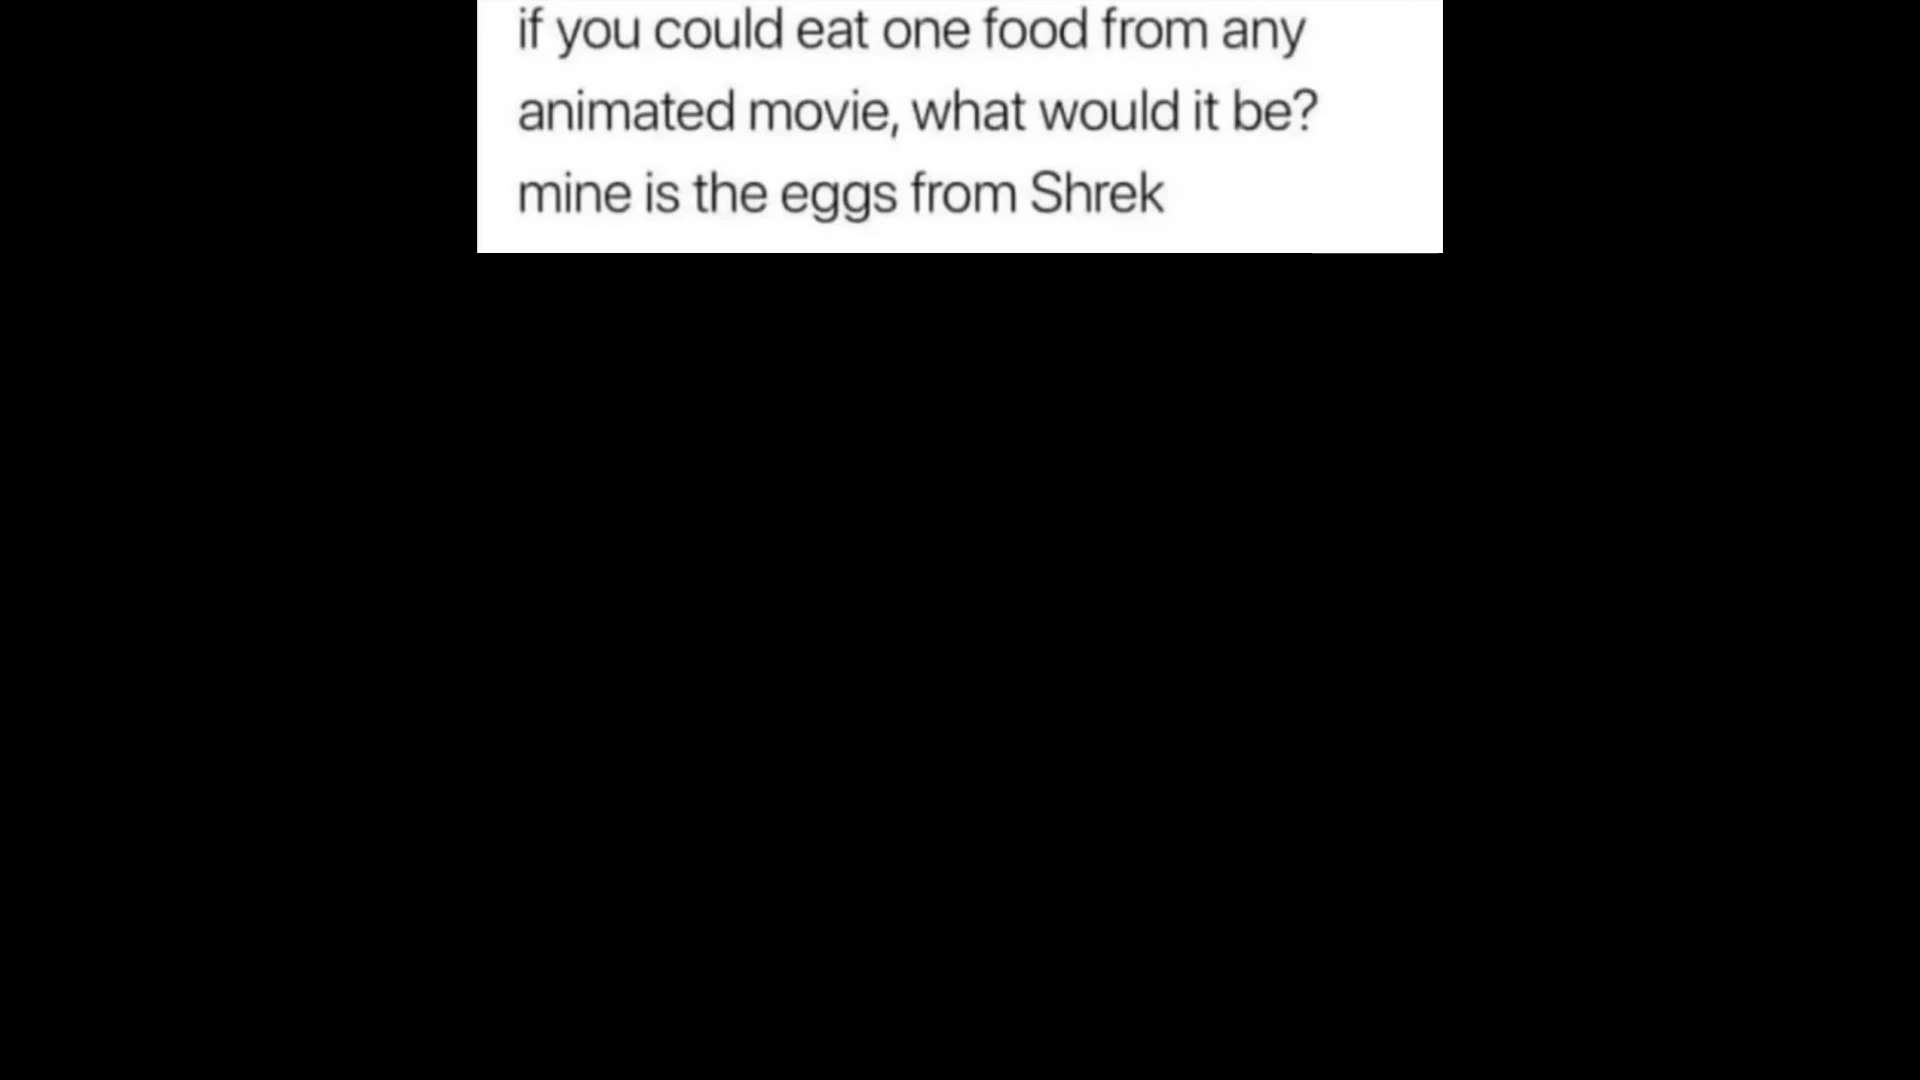 if you could eat one food from any
animated movie, what would it be?
mine is the eggs from Shrek